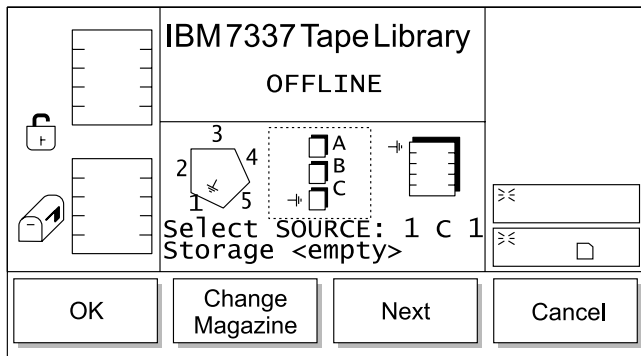 IBM 7337 Tape Library
OFFLINE
3
2
4
1
5
A
B
C
Select SOURCE: 1 C 1
Storage <empty>
OK
Change
Magazine
Next
Cancel